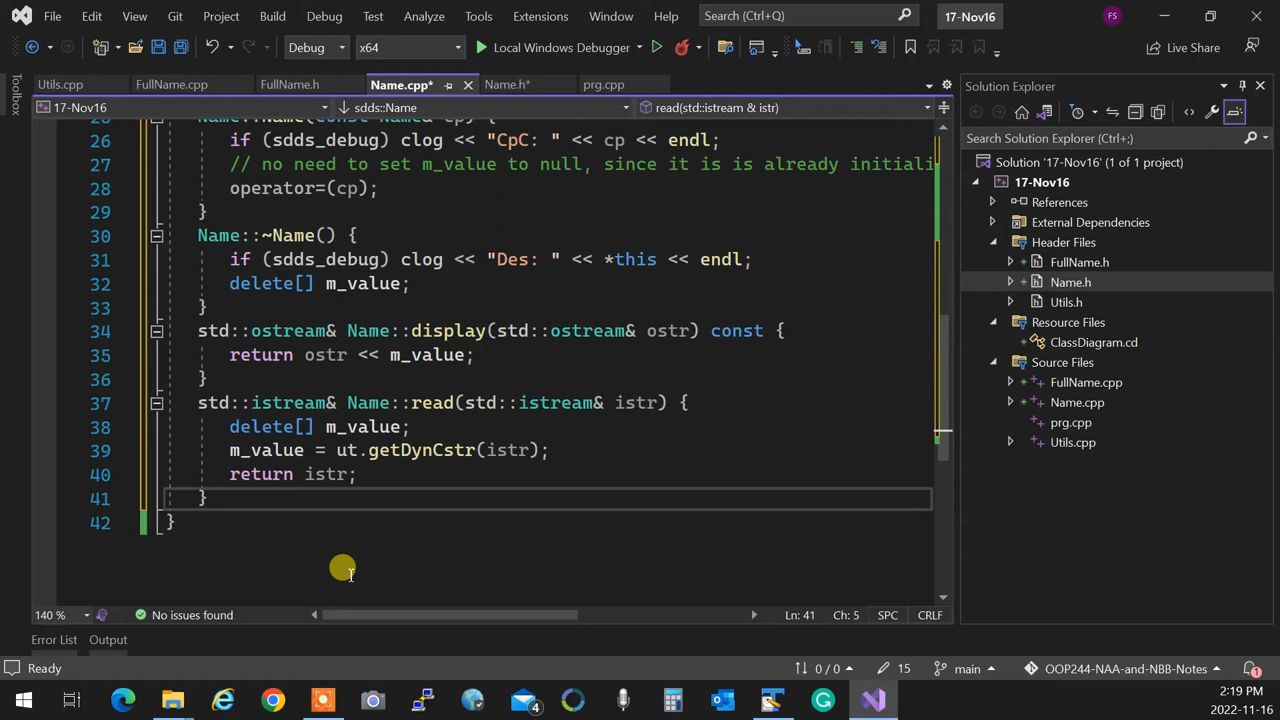 File Edit View Git Project Build Debug Test Analyze Tools Extensions Window Help Search (Ctrl+Q) 17-Nov16 FS
Debug x64 Local Windows Debugger Live Share
Toolbox
Utils.cpp FullName.cpp FullName.h Name.cpp* Name.h* prg.cpp
17-Nov16 sdds::Name read(std::istream & istr)
Name::Name(const Name& cp) {
26 if (sdds_debug) clog << "CpC: " << cp << endl;
27 // no need to set m_value to null, since it is is already initiali
28 operator=(cp);
29 }
30 Name::~Name() {
31 if (sdds_debug) clog << "Des: " << *this << endl;
32 delete[] m_value;
33 }
34 std::ostream& Name::display(std::ostream& ostr) const {
35 return ostr << m_value;
36 }
37 std::istream& Name::read(std::istream& istr) {
38 delete[] m_value;
39 m_value = ut.getDynCstr(istr);
40 return istr;
41 }
42 }
140 % No issues found Ln: 41 Ch: 5 SPC CRLF
Solution Explorer
Search Solution Explorer (Ctrl+;)
Solution '17-Nov16' (1 of 1 project)
17-Nov16
References
External Dependencies
Header Files
FullName.h
Name.h
Utils.h
Resource Files
ClassDiagram.cd
Source Files
FullName.cpp
Name.cpp
prg.cpp
Utils.cpp
Error List Output
Ready 0 / 0 15 main OOP244-NAA-and-NBB-Notes 1
4
2:19 PM
2022-11-16